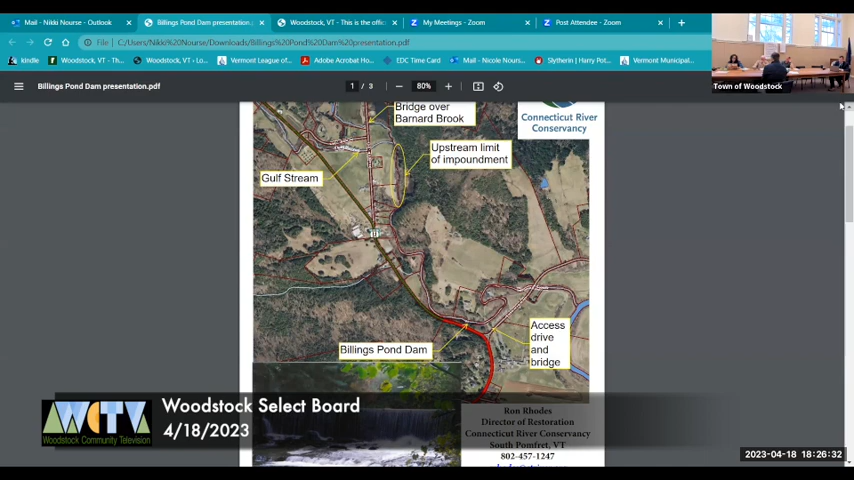 Mail - Nikki Nourse - Outlook
Billings Pond Dam presentation.
Woodstock, VT - This is the offic
My Meetings - Zoom
Post Attendee - Zoom
File
C:/Users/Nikki%20Nourse/Downloads/Billings%20Pond%20Dam%20presentation.pdf
kindle
Woodstock, VT - Th...
Woodstock, VT • Lo...
Vermont League of...
Adobe Acrobat Ho...
EDC Time Card
Mail - Nicole Nours...
Slytherin | Harry Pot...
Vermont Municipal...
Town of Woodstock
Billings Pond Dam presentation.pdf
1 / 3
80%
Bridge over
Barnard Brook
Connecticut River
Conservancy
Upstream limit
of impoundment
Gulf Stream
12
Access
drive
and
bridge
Billings Pond Dam
WCTV
Woodstock Community Television
Woodstock Select Board
4/18/2023
Ron Rhodes
Director of Restoration
Connecticut River Conservancy
South Pomfret, VT
802-457-1247
2023-04-18 18:26:32